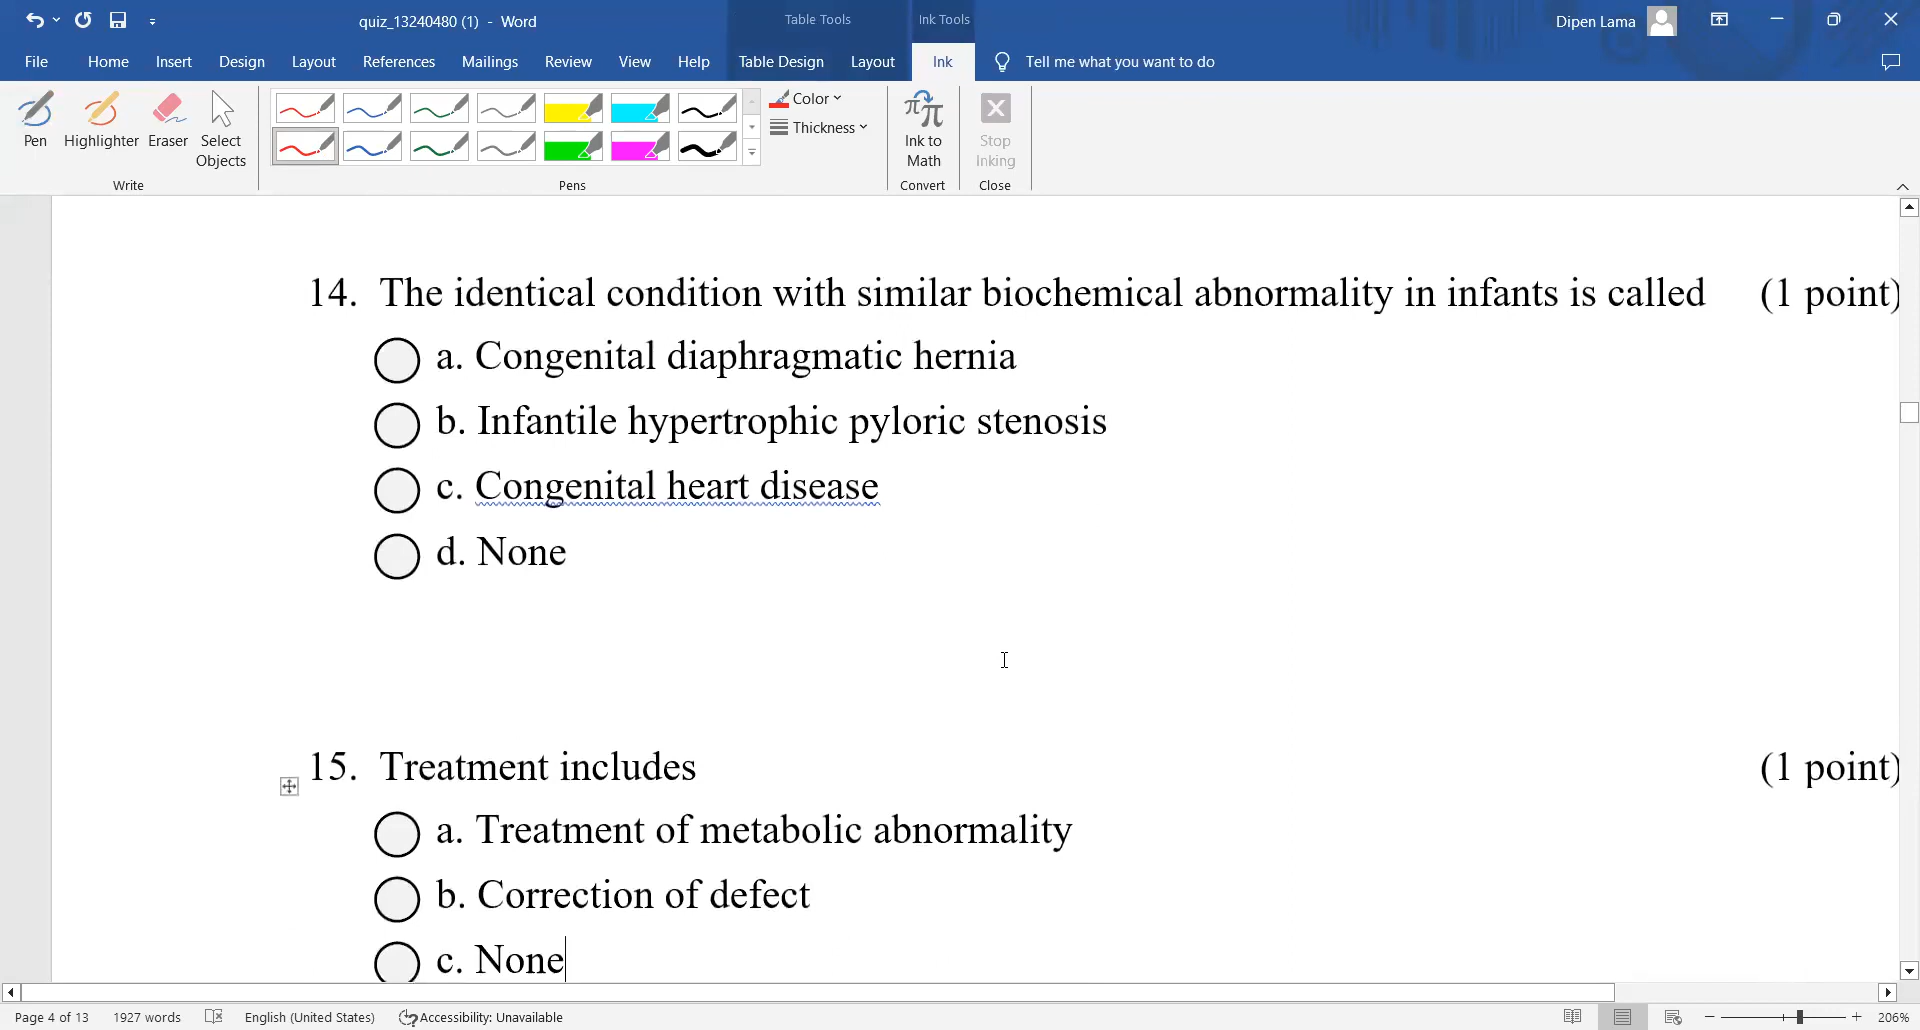 quiz_13240480 (1) - Word
Table Tools
Ink Tools
Dipen Lama
File Home Insert Design Layout References Mailings Review View Help Table Design Layout Ink Tell me what you want to do
Pen Highlighter Eraser Select Objects
Color
Thickness
Ink to Math
Stop Inking
Write Pens Convert Close
14. The identical condition with similar biochemical abnormality in infants is called (1 point)
a. Congenital diaphragmatic hernia
b. Infantile hypertrophic pyloric stenosis
c. Congenital heart disease
d. None
15. Treatment includes (1 point)
a. Treatment of metabolic abnormality
b. Correction of defect
c. None
Page 4 of 13 1927 words English (United States) Accessibility: Unavailable 206%